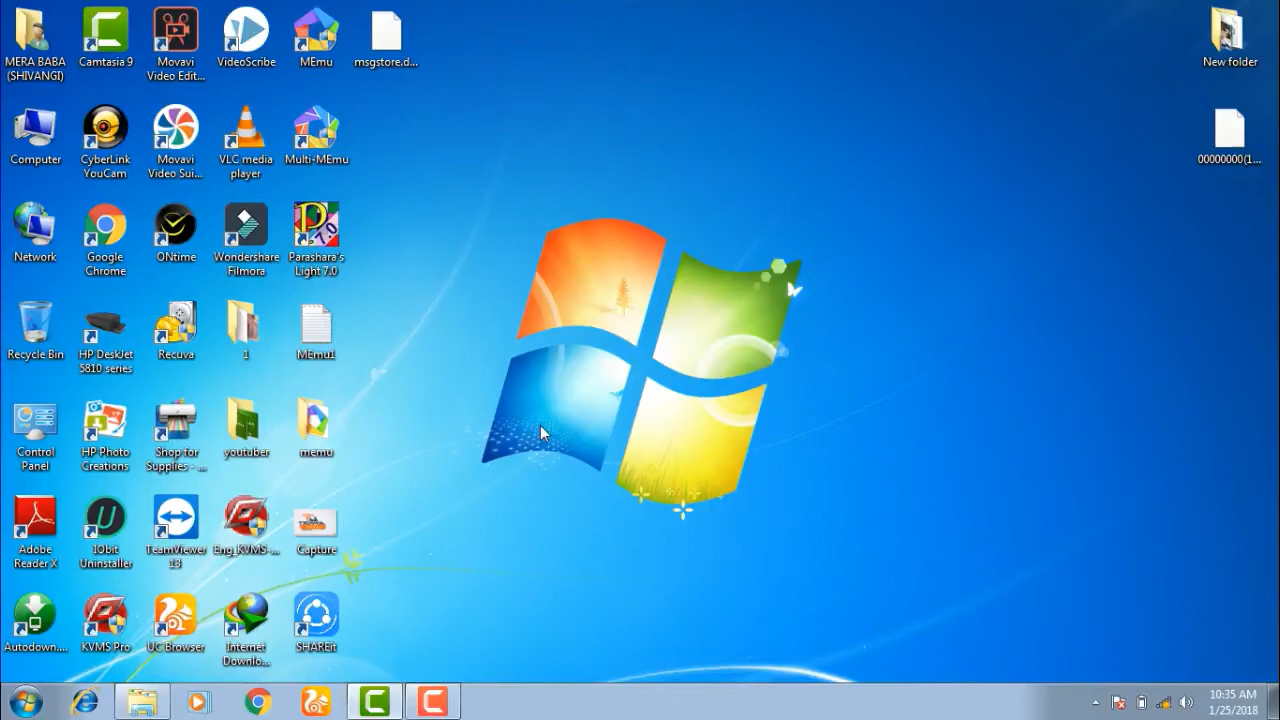 MERA BABA
(SHIVANGI)
Camtasia 9
Movavi
Video Edit...
VideoScribe
MEmu
msgstore.d...
New folder
Computer
CyberLink
YouCam
Movavi
Video Sui...
VLC media
player
Multi-MEmu
00000000(1...
Network
Google
Chrome
ONtime
Wondershare
Filmora
Parashara's
Light 7.0
Recycle Bin
HP DeskJet
5810 series
Recuva
1
MEmu1
Control
Panel
HP Photo
Creations
Shop for
Supplies - ...
youtuber
memu
Adobe
Reader X
IObit
Uninstaller
TeamViewer
13
Eng_KVMS-...
Capture
Autodown....
KVMS Pro
UC Browser
Internet
Downlo...
SHAREit
10:35 AM
1/25/2018